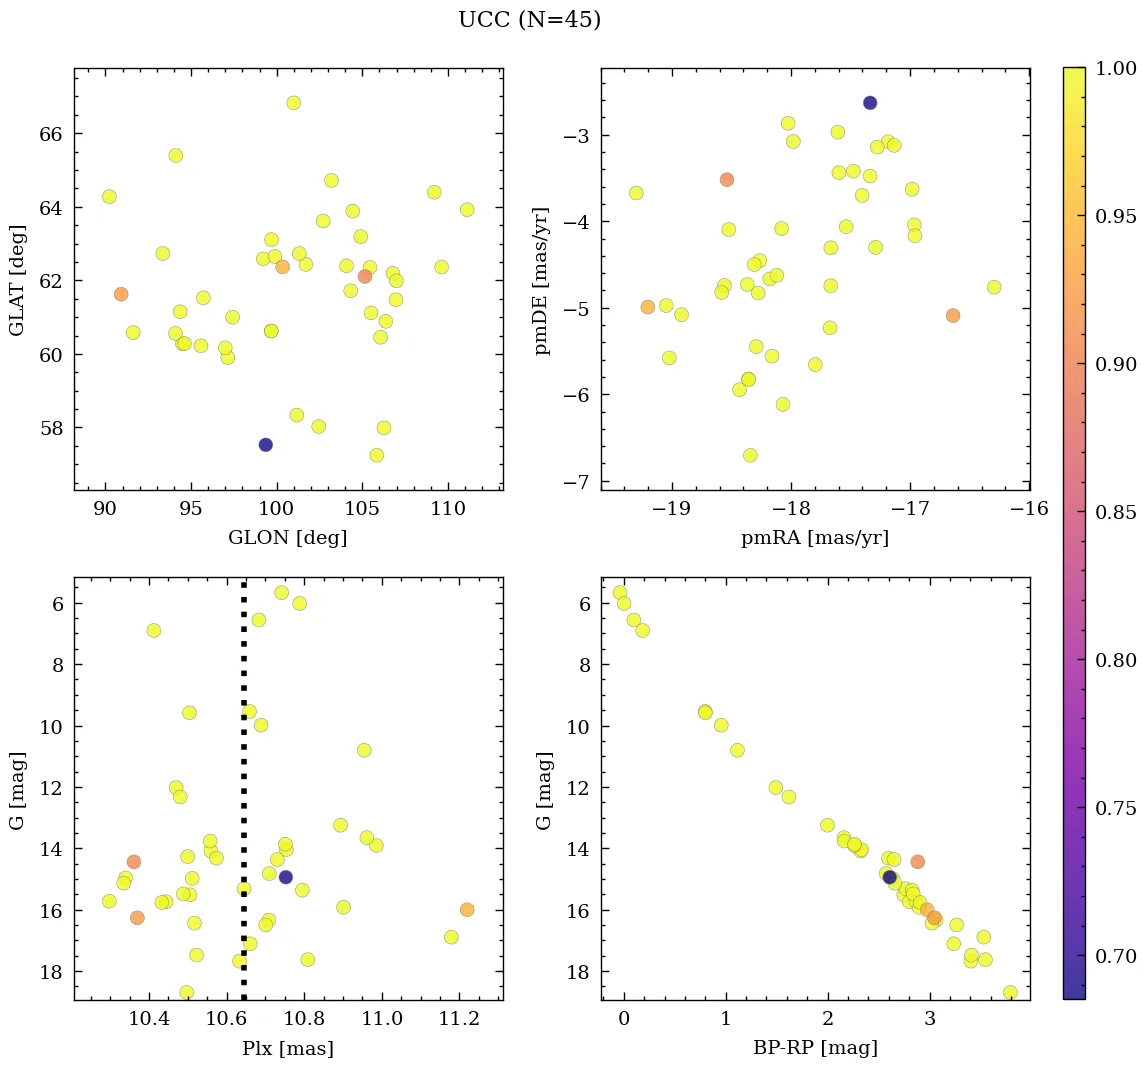 UCC (N=45)
66
64
62
60
58
GLAT [deg]
90 95 100 105 110
GLON [deg]
−3
−4
−5
−6
−7
pmDE [mas/yr]
−19 −18 −17 −16
pmRA [mas/yr]
6
8
10
12
14
16
18
G [mag]
10.4 10.6 10.8 11.0 11.2
Plx [mas]
6
8
10
12
14
16
18
G [mag]
0 1 2 3
BP-RP [mag]
1.00
0.95
0.90
0.85
0.80
0.75
0.70